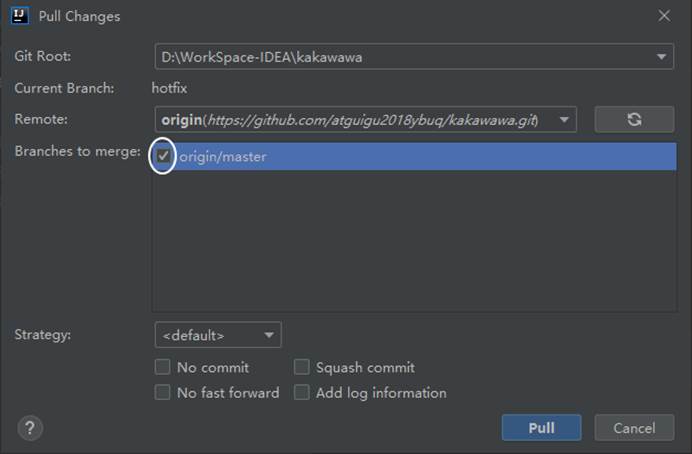 IJ Pull Changes
Git Root: D:\WorkSpace-IDEA\kakawawa
Current Branch: hotfix
Remote: origin(https://github.com/atguigu2018ybuq/kakawawa.git)
Branches to merge: origin/master
Strategy: <default>
No commit Squash commit
No fast forward Add log information
? Pull Cancel